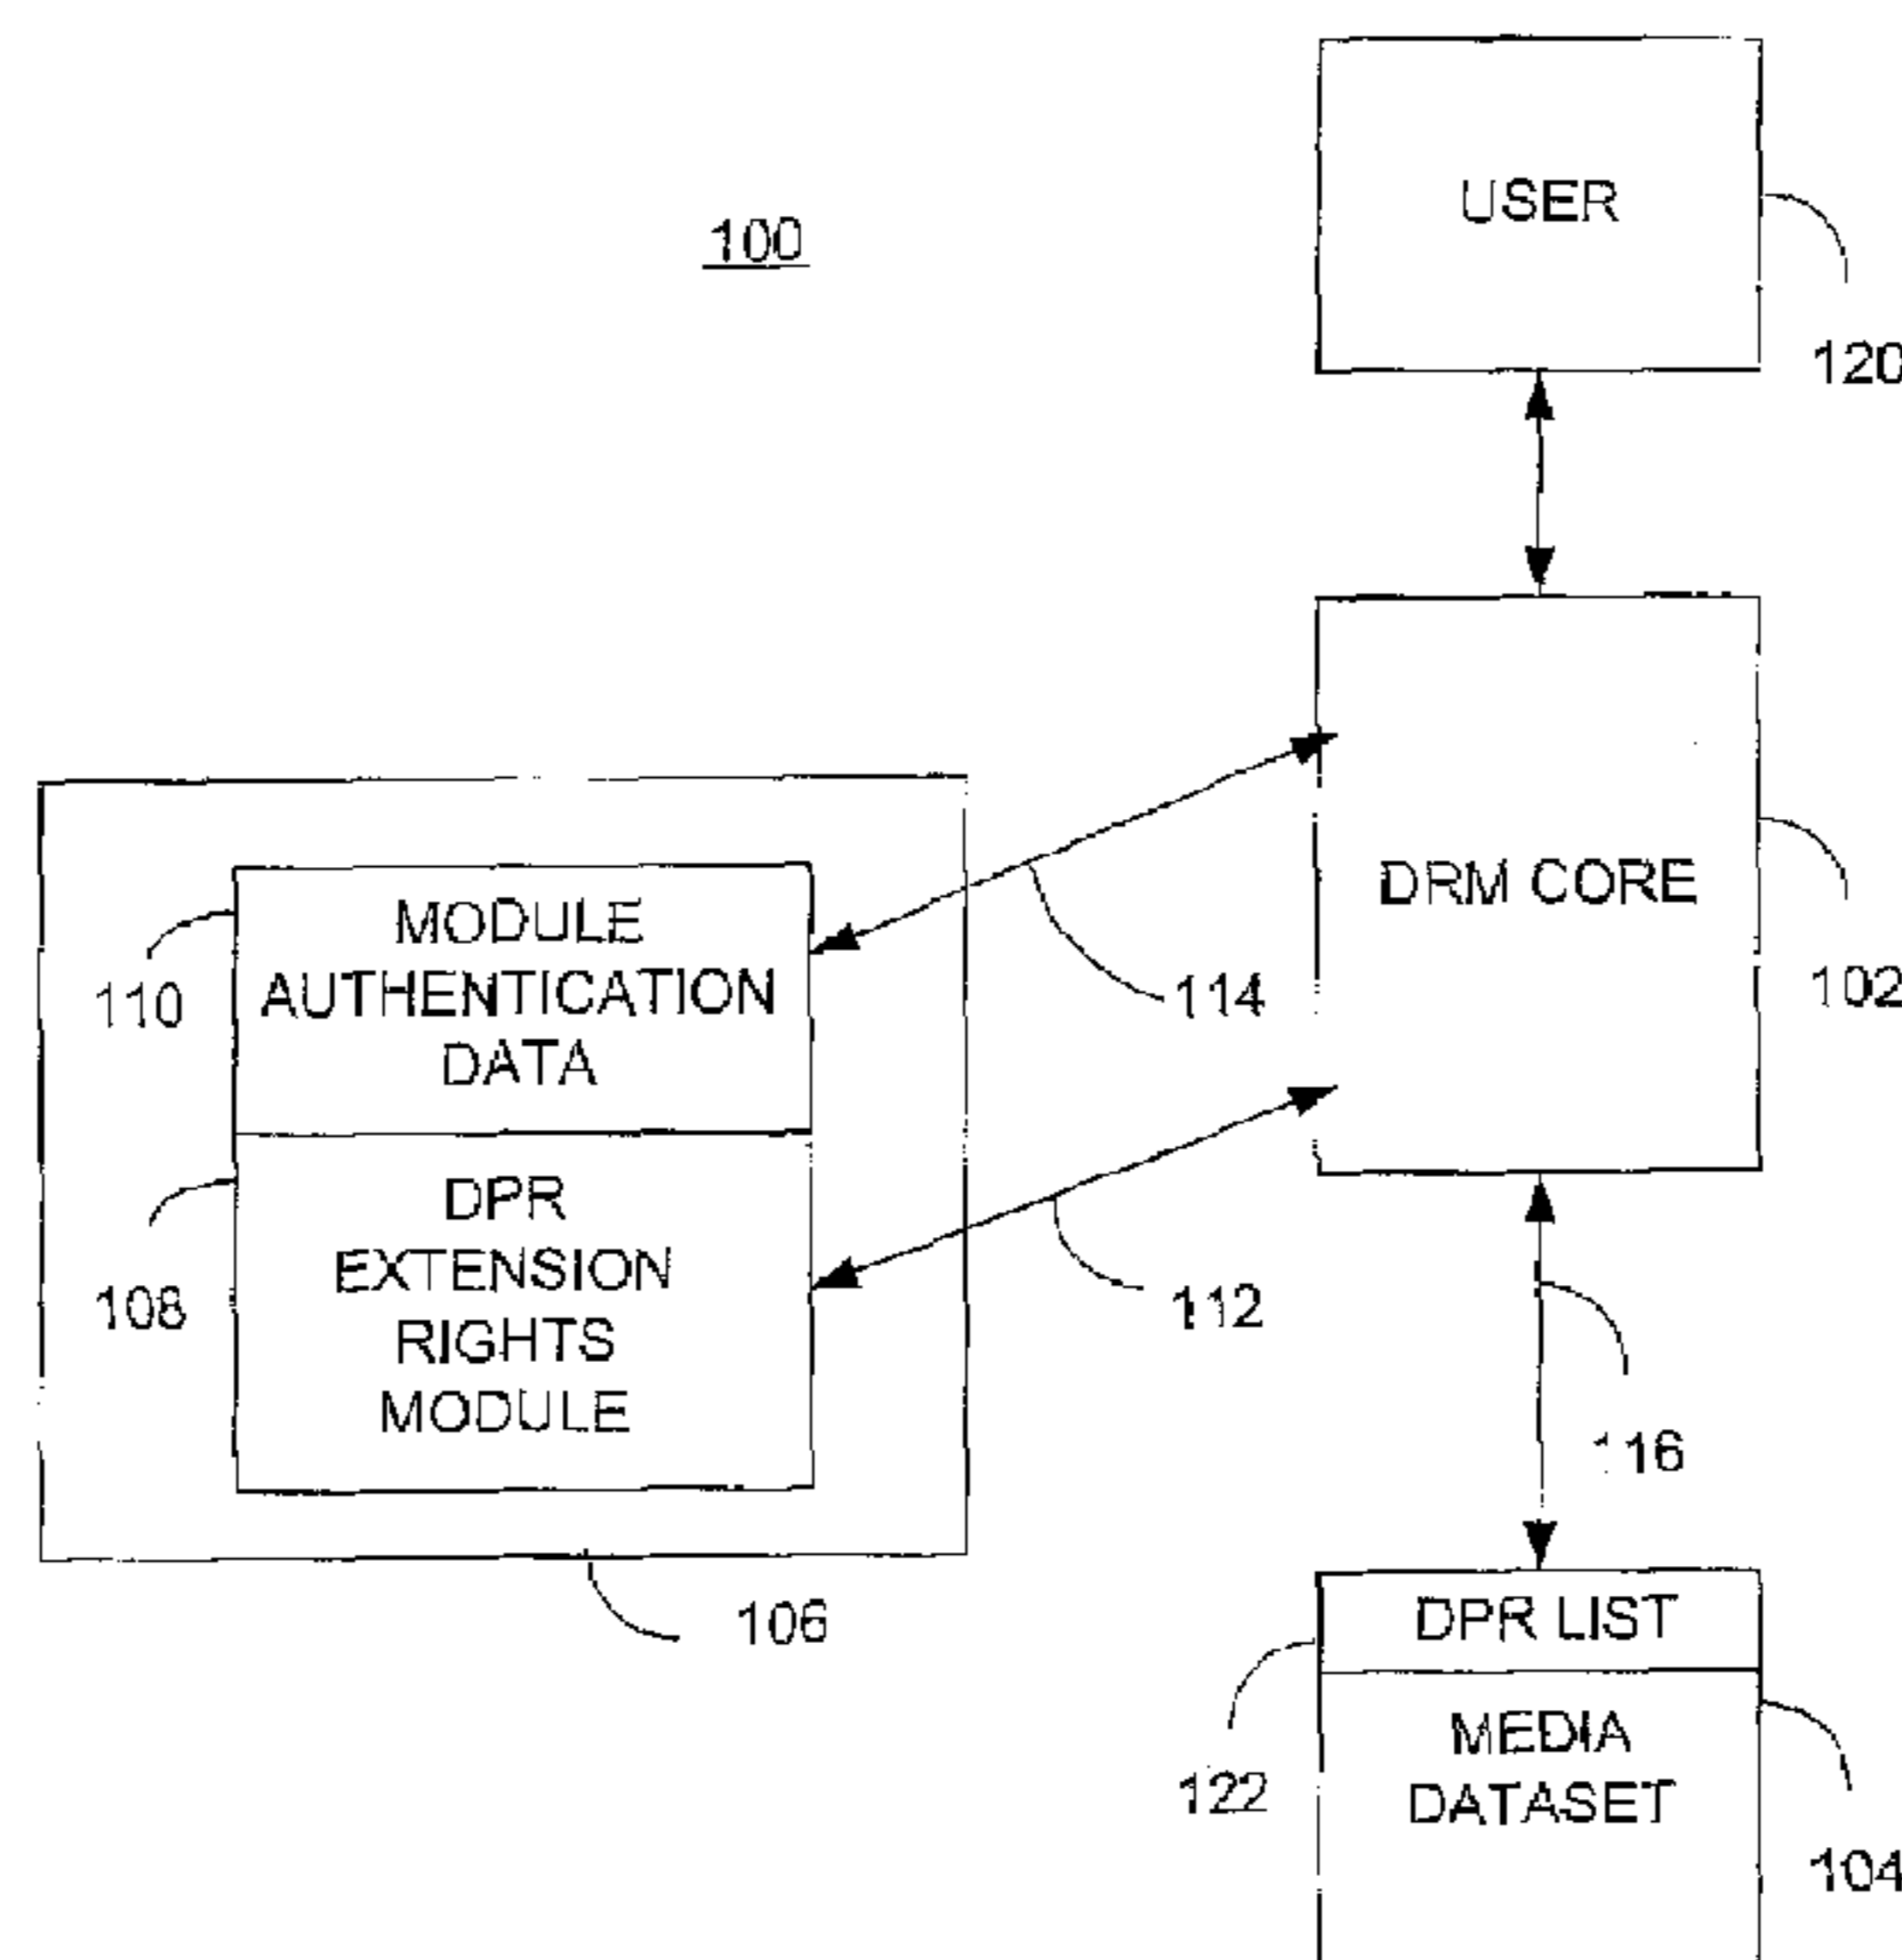 USER
100
120
MODULE
AUTHENTICATION
DATA
110
DRM CORE
114
102
DPR
EXTENSION
RIGHTS
MODULE
108
112
116
106
DPR LIST
MEDIA
DATASET
122
104